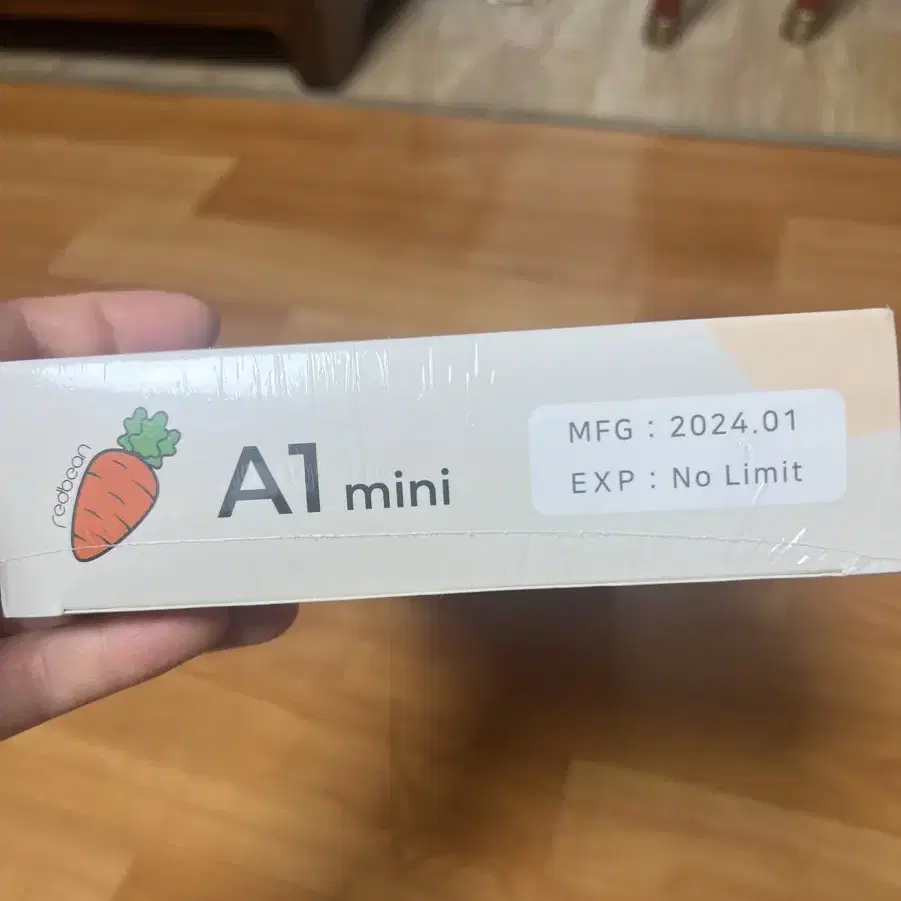 redbean
A1 mini
MFG : 2024.01
EXP : No Limit